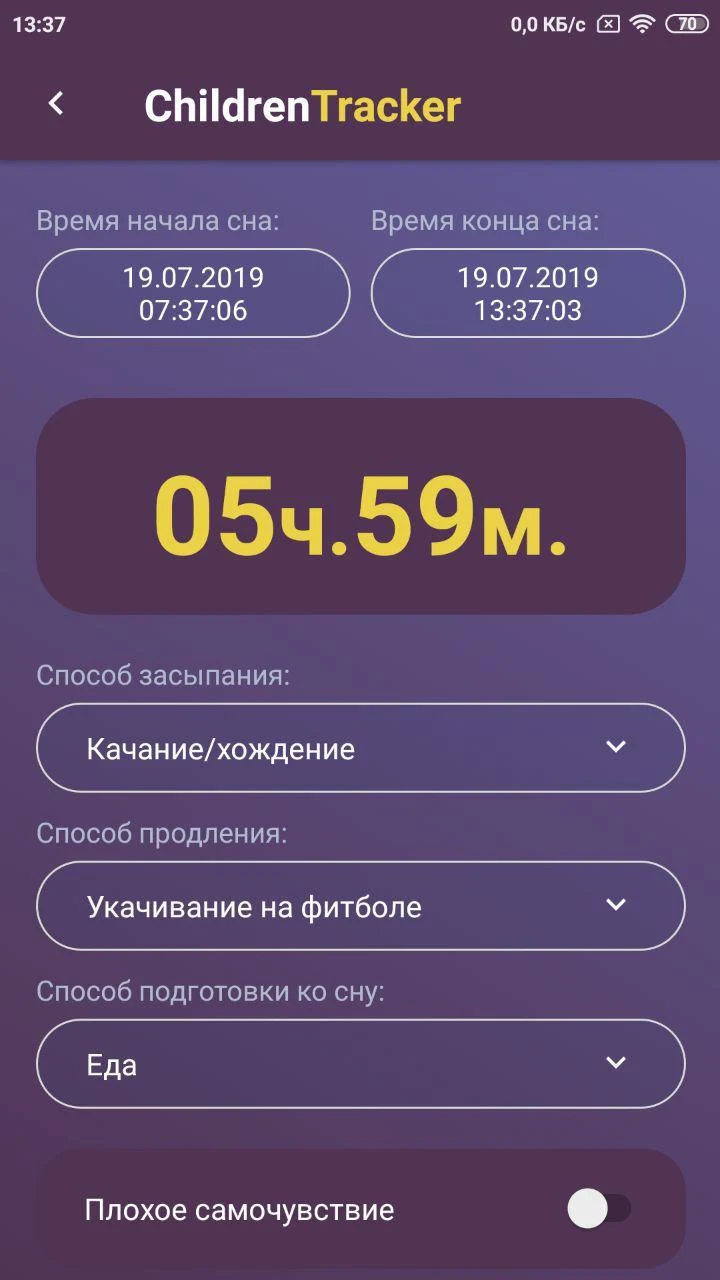 13:37
0,0 КБ/с
70
ChildrenTracker
Время начала сна:
Время конца сна:
19.07.2019
07:37:06
19.07.2019
13:37:03
05ч.59м.
Способ засыпания:
Качание/хождение
Способ продления:
Укачивание на фитболе
Способ подготовки ко сну:
Еда
Плохое самочувствие